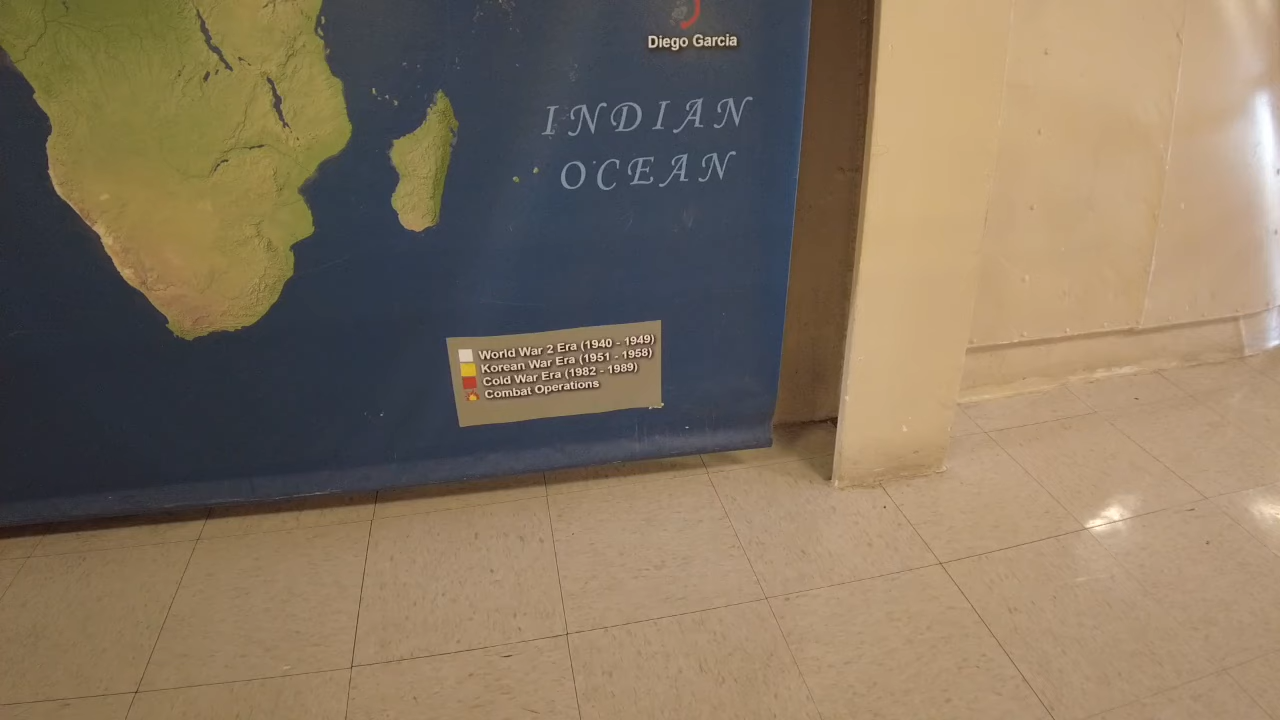 Diego Garcia
INDIAN
OCEAN
World War 2 Era (1940 - 1949)
Korean War Era (1951 - 1958)
Cold War Era (1982 - 1989)
Combat Operations